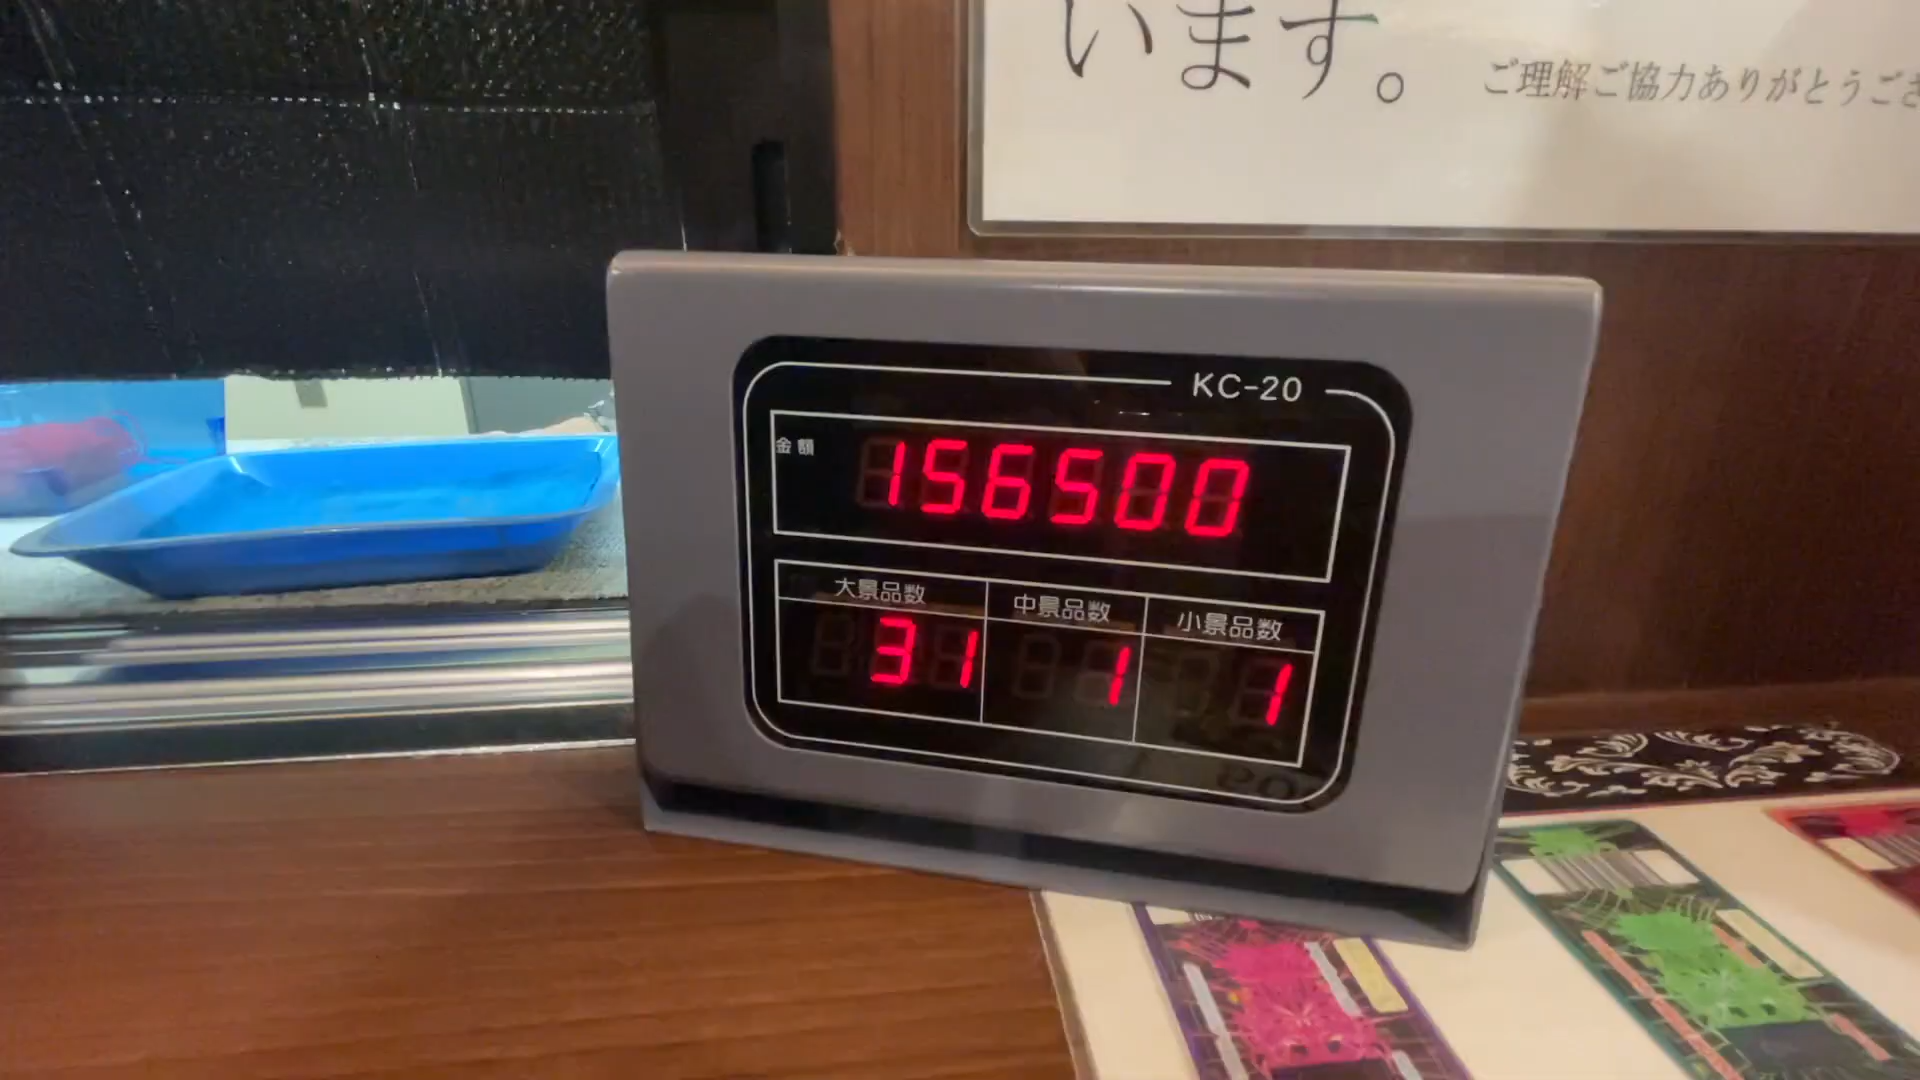 います。 ご理解ご協力ありがとうござ
KC-20
金額 156500
大景品数 中景品数 小景品数
31 1 1